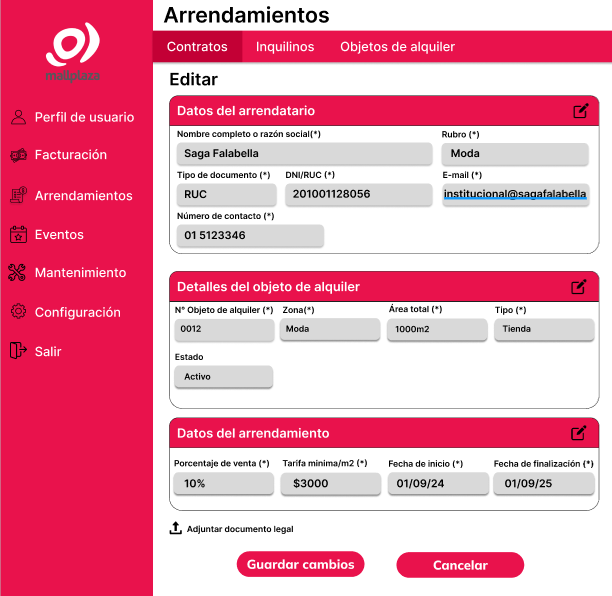 Arrendamientos
mallplaza
Contratos Inquilinos Objetos de alquiler
Editar
Perfil de usuario
Facturación
Arrendamientos
Eventos
Mantenimiento
Configuración
Salir
Datos del arrendatario
Nombre completo o razón social(*) Rubro (*)
Saga Falabella Moda
Tipo de documento (*) DNI/RUC (*) E-mail (*)
RUC 201001128056 institucional@sagafalabella
Número de contacto (*)
01 5123346
Detalles del objeto de alquiler
N° Objeto de alquiler (*) Zona(*) Área total (*) Tipo (*)
0012 Moda 1000m2 Tienda
Estado
Activo
Datos del arrendamiento
Porcentaje de venta (*) Tarifa minima/m2 (*) Fecha de inicio (*) Fecha de finalización (*)
10% $3000 01/09/24 01/09/25
Adjuntar documento legal
Guardar cambios Cancelar